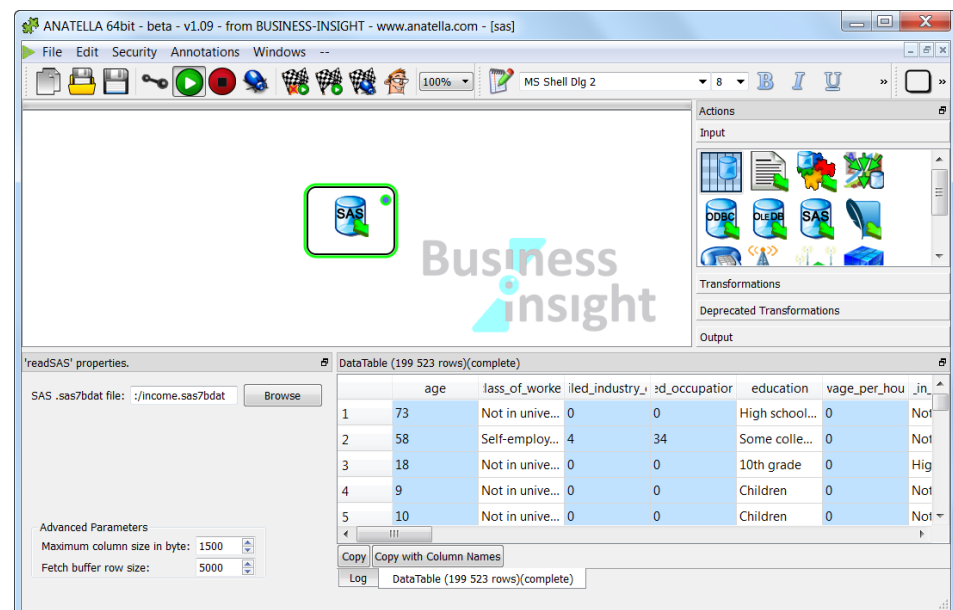 ANATELLA 64bit - beta - v1.09 - from BUSINESS-INSIGHT - www.anatella.com - [sas]
File Edit Security Annotations Windows --
100% MS Shell Dlg 2 8 B I U » »
Actions
Input
SAS
ODBC OLE DB SAS
Business
insight
Transformations
Deprecated Transformations
Output
'readSAS' properties. DataTable (199 523 rows)(complete)
SAS .sas7bdat file: :/income.sas7bdat Browse
age :lass_of_worke iled_industry_ ed_occupation education vage_per_hou _in_
1 73 Not in unive... 0 0 High school... 0 Not
2 58 Self-employ... 4 34 Some colle... 0 Not
3 18 Not in unive... 0 0 10th grade 0 Hig
4 9 Not in unive... 0 0 Children 0 Not
5 10 Not in unive... 0 0 Children 0 Not
Advanced Parameters
Maximum column size in byte: 1500
Fetch buffer row size: 5000
Copy Copy with Column Names
Log DataTable (199 523 rows)(complete)